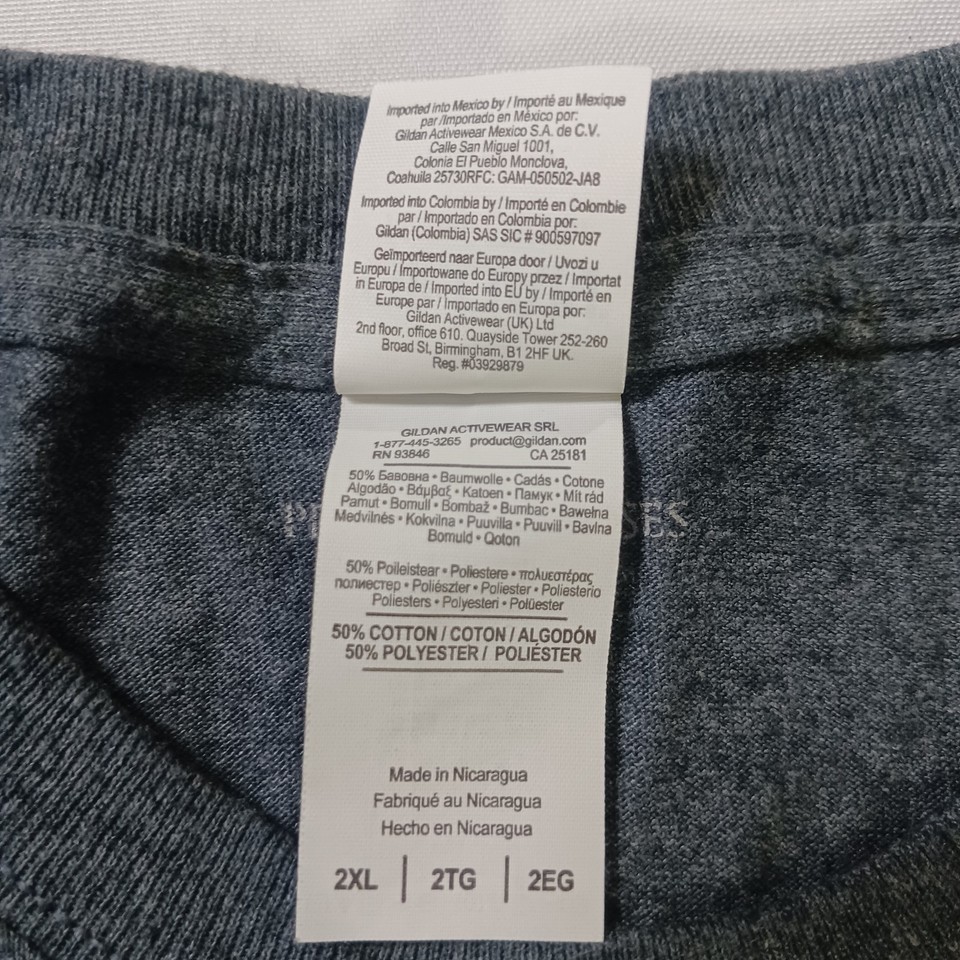 Imported into Mexico by / Importé au Mexique
par /Importado en México por:
Gildan Activewear Mexico S.A. de C.V.
Calle San Miguel 1001,
Colonia El Pueblo Monclova,
Coahuila 25730RFC: GAM-050502-JA8
Imported into Colombia by / Importé en Colombie
par / Importado en Colombia por:
Gildan (Colombia) SAS SIC # 900597097
Geïmporteerd naar Europa door / Uvozi u
Europu / Importowane do Europy przez / Importat
in Europa de / Imported into EU by / Importé en
Europe par / Importado en Europa por:
Gildan Activewear (UK) Ltd
2nd floor, office 610. Quayside Tower 252-260
Broad St, Birmingham, B1 2HF UK.
Reg. #03929879
GILDAN ACTIVEWEAR SRL
1-877-445-3265 product@gildan.com
RN 93846 CA 25181
50% Бавовна • Baumwolle • Cadás • Cotone
Algodão • Βάμβαξ • Katoen • Памук • Mit rád
Pamut • Bomull • Bombaž • Bumbac • Bawełna
Medvilnės • Kokvilna • Puuvilla • Puuvill • Bavlna
Bomuld • Qoton
50% Poileistear • Poliestere • πολυεστέρας
полиестер • Poliészter • Poliester • Poliesterio
Poliesters • Polyesteri • Polüester
50% COTTON / COTON / ALGODÓN
50% POLYESTER / POLIÉSTER
Made in Nicaragua
Fabriqué au Nicaragua
Hecho en Nicaragua
2XL | 2TG | 2EG